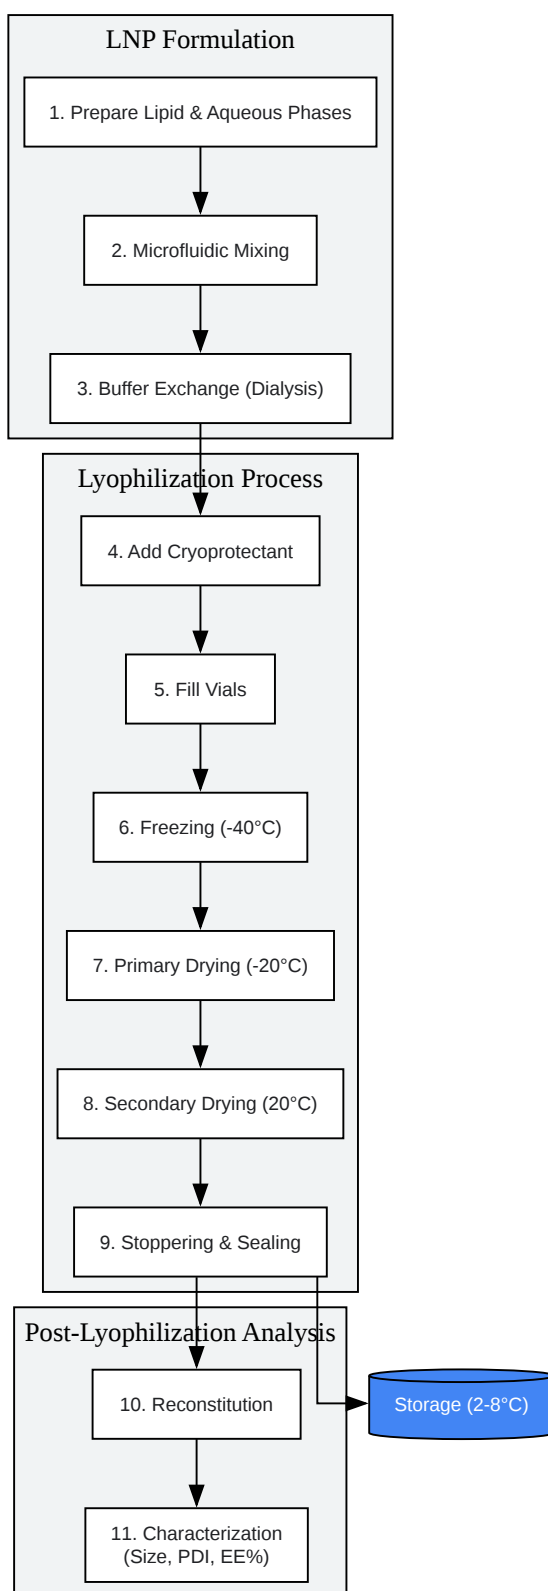 LNP Formulation
1. Prepare Lipid & Aqueous Phases
2. Microfluidic Mixing
3. Buffer Exchange (Dialysis)
Lyophilization Process
4. Add Cryoprotectant
5. Fill Vials
6. Freezing (-40°C)
7. Primary Drying (-20°C)
8. Secondary Drying (20°C)
9. Stoppering & Sealing
Post-Lyophilization Analysis
10. Reconstitution
Storage (2-8°C)
11. Characterization
(Size, PDI, EE%)